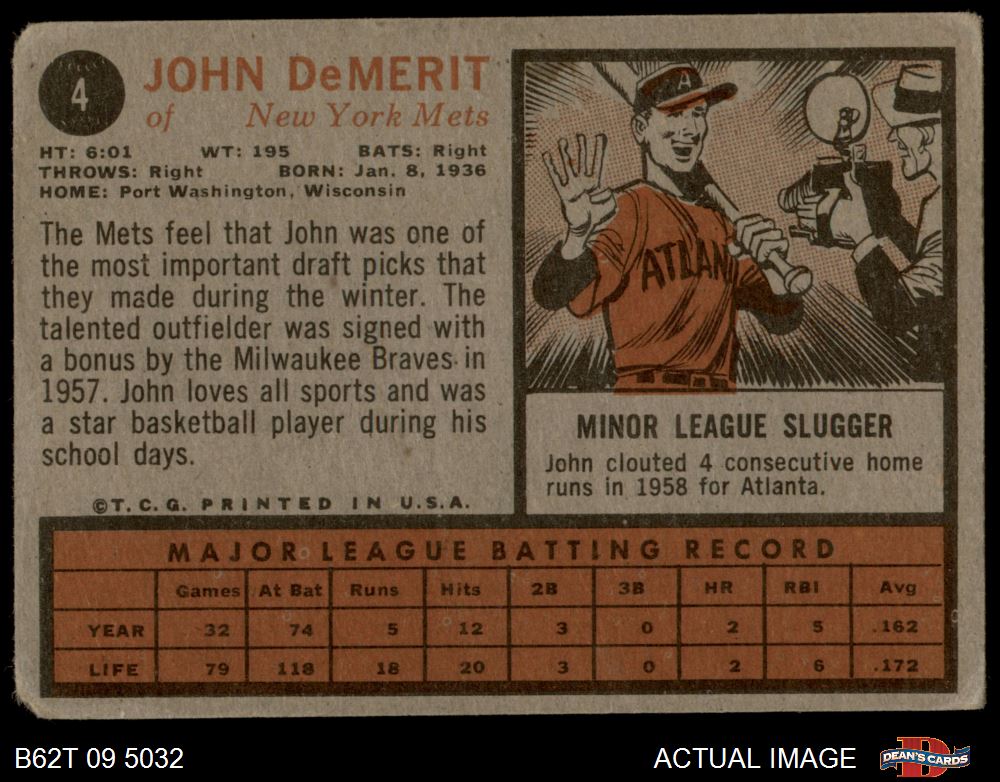 4
JOHN DeMERIT
of New York Mets
HT: 6:01 WT: 195 BATS: Right
THROWS: Right BORN: Jan. 8, 1936
HOME: Port Washington, Wisconsin
The Mets feel that John was one of
the most important draft picks that
they made during the winter. The
talented outfielder was signed with
a bonus by the Milwaukee Braves in
1957. John loves all sports and was
a star basketball player during his
school days.
©T.C.G. PRINTED IN U.S.A.
A
ATLAN
MINOR LEAGUE SLUGGER
John clouted 4 consecutive home
runs in 1958 for Atlanta.
MAJOR LEAGUE BATTING RECORD
Games At Bat Runs Hits 2B 3B HR RBI Avg
YEAR 32 74 5 12 3 0 2 5 .162
LIFE 79 118 18 20 3 0 2 6 .172
B62T 09 5032 ACTUAL IMAGE DEAN'S CARDS